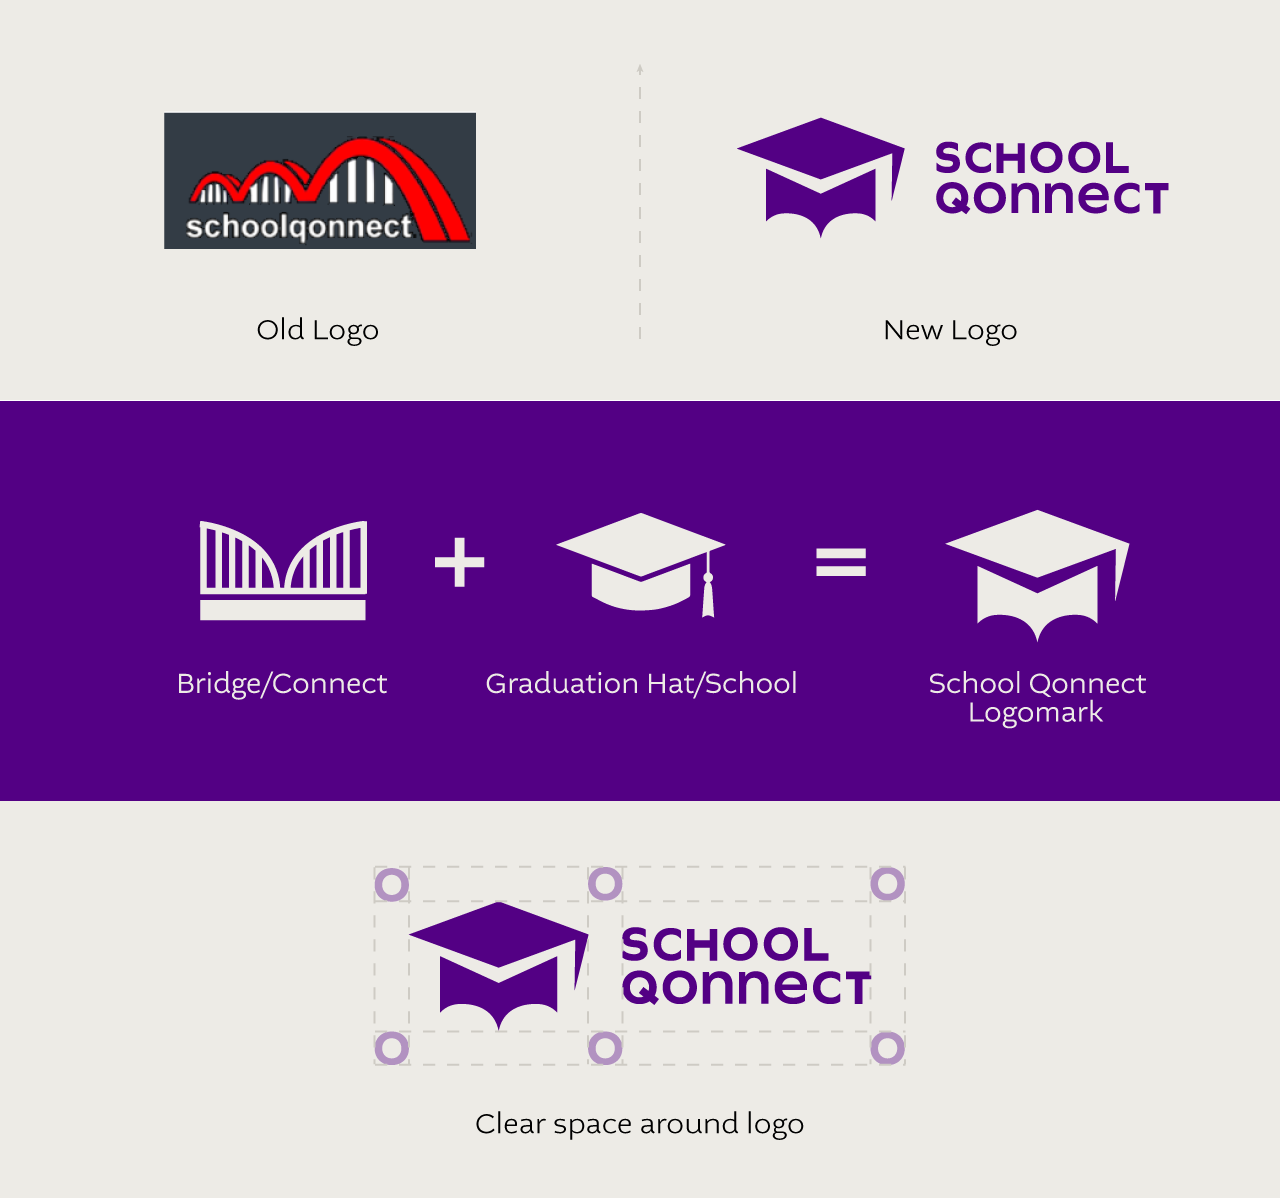 schoolqonnect
SCHOOL
Qonnect
Old Logo
New Logo
+
=
Bridge/Connect
Graduation Hat/School
School Qonnect
Logomark
O O O
SCHOOL
Qonnect
O O O
Clear space around logo